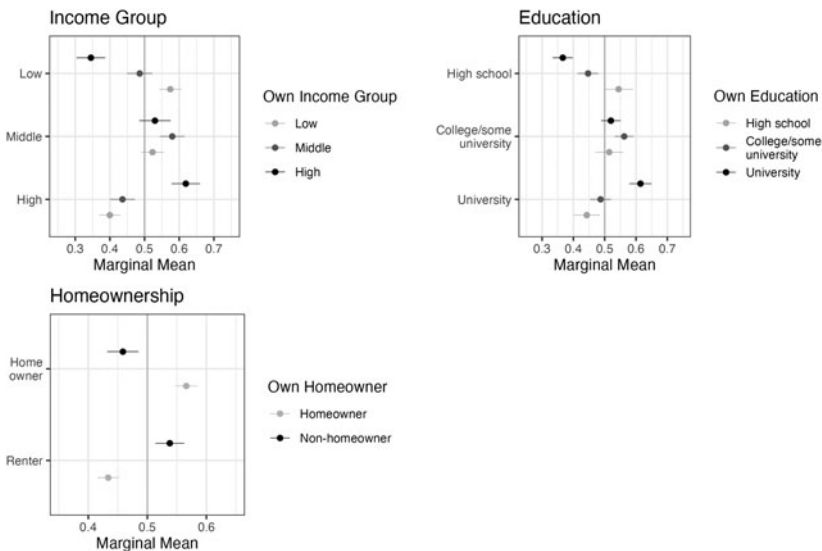 Income Group
Low
Middle
High
0.3 0.4 0.5 0.6 0.7
Marginal Mean
Own Income Group
Low
Middle
High
Education
High school
College/some
university
University
0.3 0.4 0.5 0.6 0.7
Marginal Mean
Own Education
High school
College/some
university
University
Homeownership
Home
owner
Renter
0.4 0.5 0.6
Marginal Mean
Own Homeowner
Homeowner
Non-homeowner